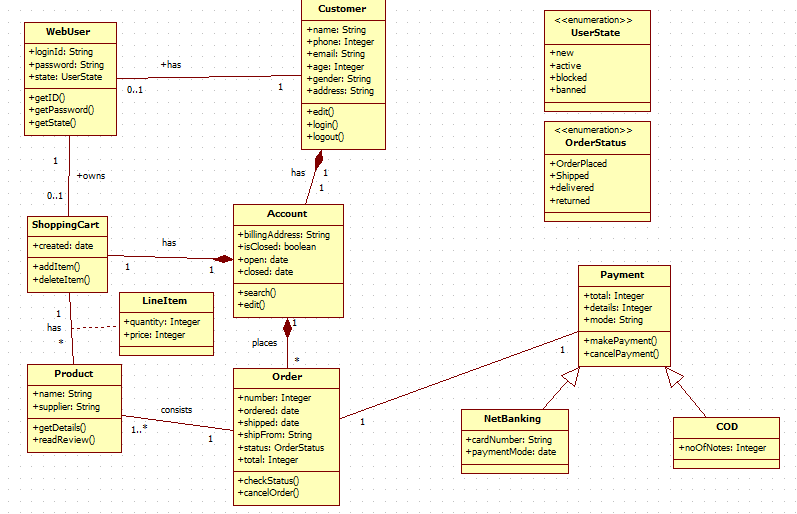 WebUser
+loginId: String
+password: String
+state: UserState
+getID()
+getPassword()
+getState()
+has
0..1
1
Customer
+name: String
+phone: Integer
+email: String
+age: Integer
+gender: String
+address: String
+edit()
+login()
+logout()
<<enumeration>>
UserState
+new
+active
+blocked
+banned
<<enumeration>>
OrderStatus
+OrderPlaced
+Shipped
+delivered
+returned
1
+owns
0..1
has
1
1
ShoppingCart
+created: date
+addItem()
+deleteItem()
has
1
1
Account
+billingAddress: String
+isClosed: boolean
+open: date
+closed: date
+search()
+edit()
1
has
*
LineItem
+quantity: Integer
+price: Integer
1
places
*
Payment
+total: Integer
+details: Integer
+mode: String
+makePayment()
+cancelPayment()
Product
+name: String
+supplier: String
+getDetails()
+readReview()
consists
1..*
1
Order
+number: Integer
+ordered: date
+shipped: date
+shipFrom: String
+status: OrderStatus
+total: Integer
+checkStatus()
+cancelOrder()
1
1
NetBanking
+cardNumber: String
+paymentMode: date
COD
+noOfNotes: Integer